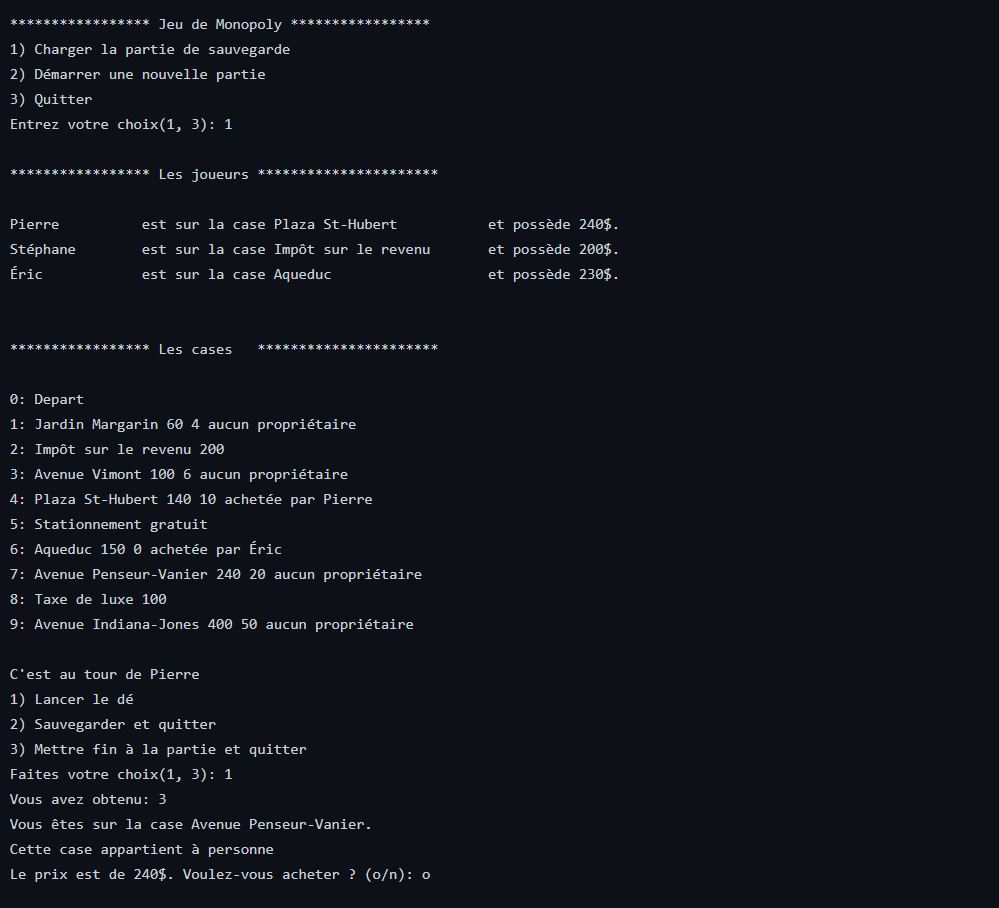 ***************** Jeu de Monopoly *****************
1) Charger la partie de sauvegarde
2) Démarrer une nouvelle partie
3) Quitter
Entrez votre choix(1, 3): 1
***************** Les joueurs **********************
Pierre          est sur la case Plaza St-Hubert           et possède 240$.
Stéphane        est sur la case Impôt sur le revenu       et possède 200$.
Éric            est sur la case Aqueduc                   et possède 230$.
***************** Les cases   **********************
0: Depart
1: Jardin Margarin 60 4 aucun propriétaire
2: Impôt sur le revenu 200
3: Avenue Vimont 100 6 aucun propriétaire
4: Plaza St-Hubert 140 10 achetée par Pierre
5: Stationnement gratuit
6: Aqueduc 150 0 achetée par Éric
7: Avenue Penseur-Vanier 240 20 aucun propriétaire
8: Taxe de luxe 100
9: Avenue Indiana-Jones 400 50 aucun propriétaire
C'est au tour de Pierre
1) Lancer le dé
2) Sauvegarder et quitter
3) Mettre fin à la partie et quitter
Faites votre choix(1, 3): 1
Vous avez obtenu: 3
Vous êtes sur la case Avenue Penseur-Vanier.
Cette case appartient à personne
Le prix est de 240$. Voulez-vous acheter ? (o/n): o